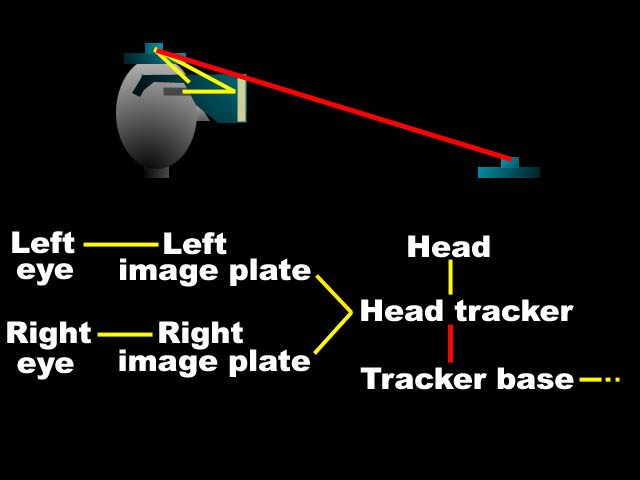 Left
eye
Left
image plate
Right
eye
Right
image plate
Head
Head tracker
Tracker base